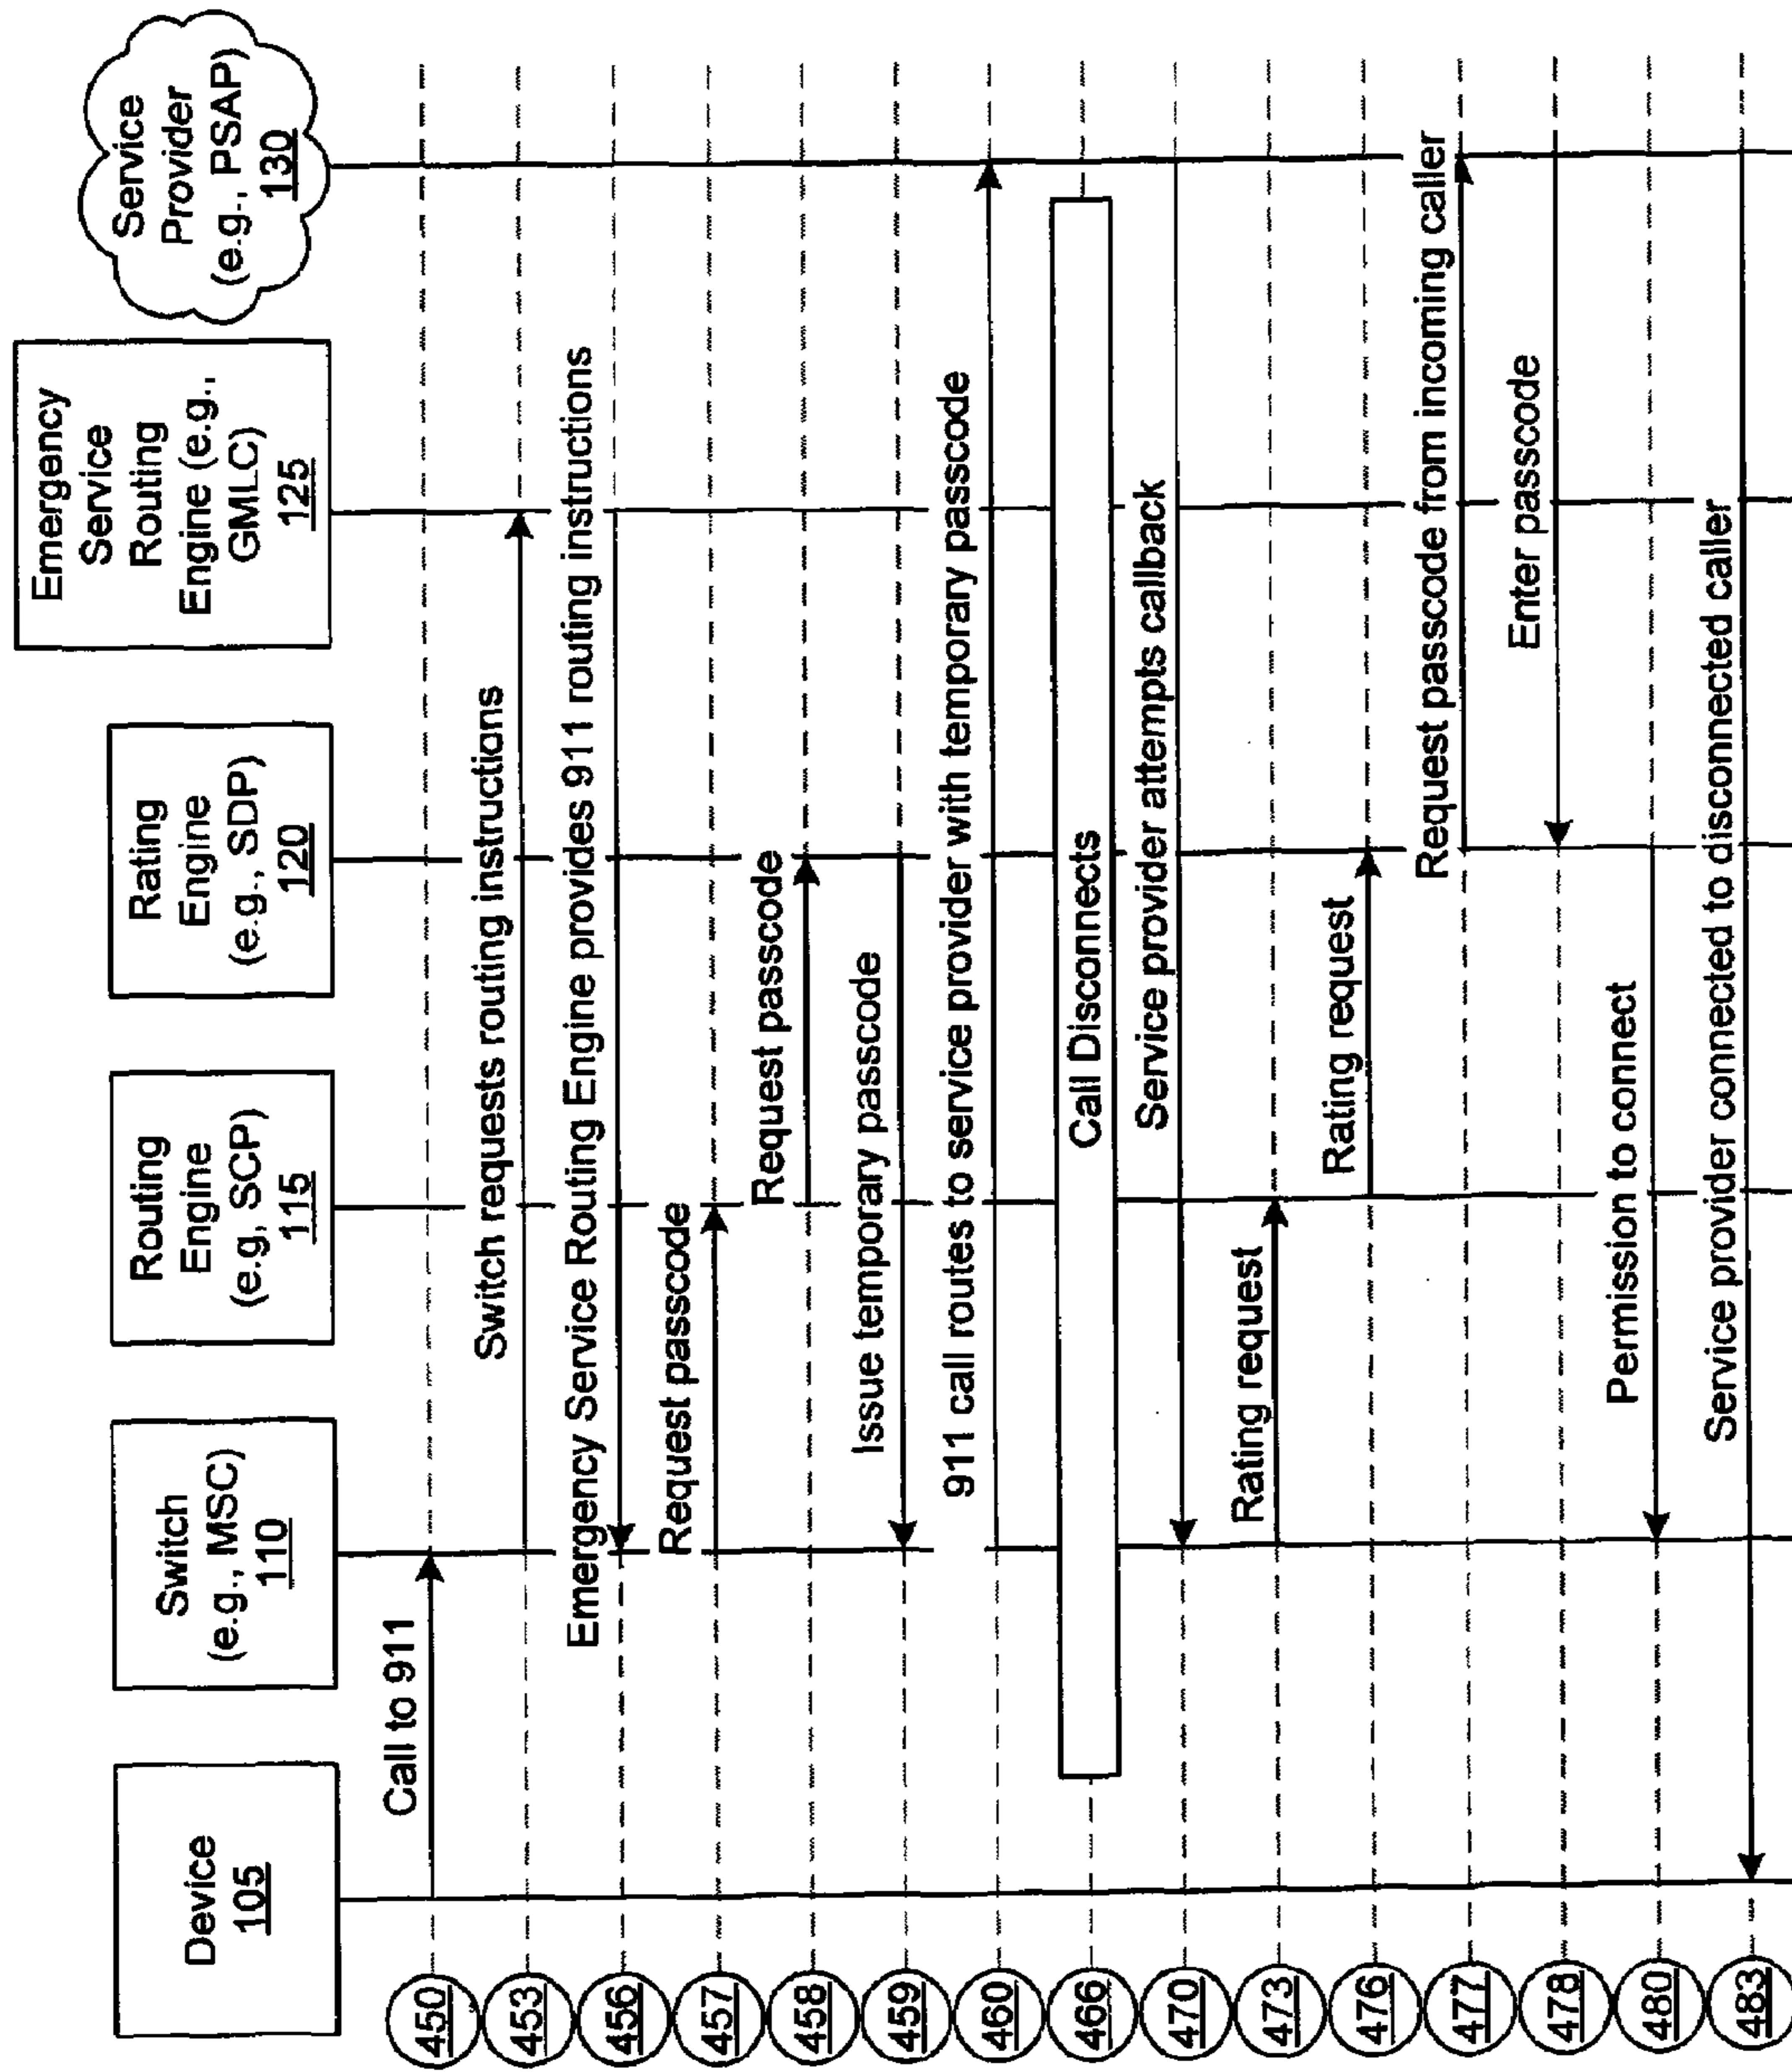 Device
105
Switch
(e.g., MSC)
110
Routing
Engine
(e.g, SCP)
115
Rating
Engine
(e.g., SDP)
120
Emergency
Service
Routing
Engine (e.g.,
GMLC)
125
Service
Provider
(e.g., PSAP)
130
450
Call to 911
453
Switch requests routing instructions
456
Emergency Service Routing Engine provides 911 routing instructions
457
Request passcode
458
Request passcode
459
Issue temporary passcode
460
911 call routes to service provider with temporary passcode
466
Call Disconnects
470
Service provider attempts callback
473
Rating request
476
Rating request
477
Request passcode from incoming caller
478
Enter passcode
480
Permission to connect
483
Service provider connected to disconnected caller